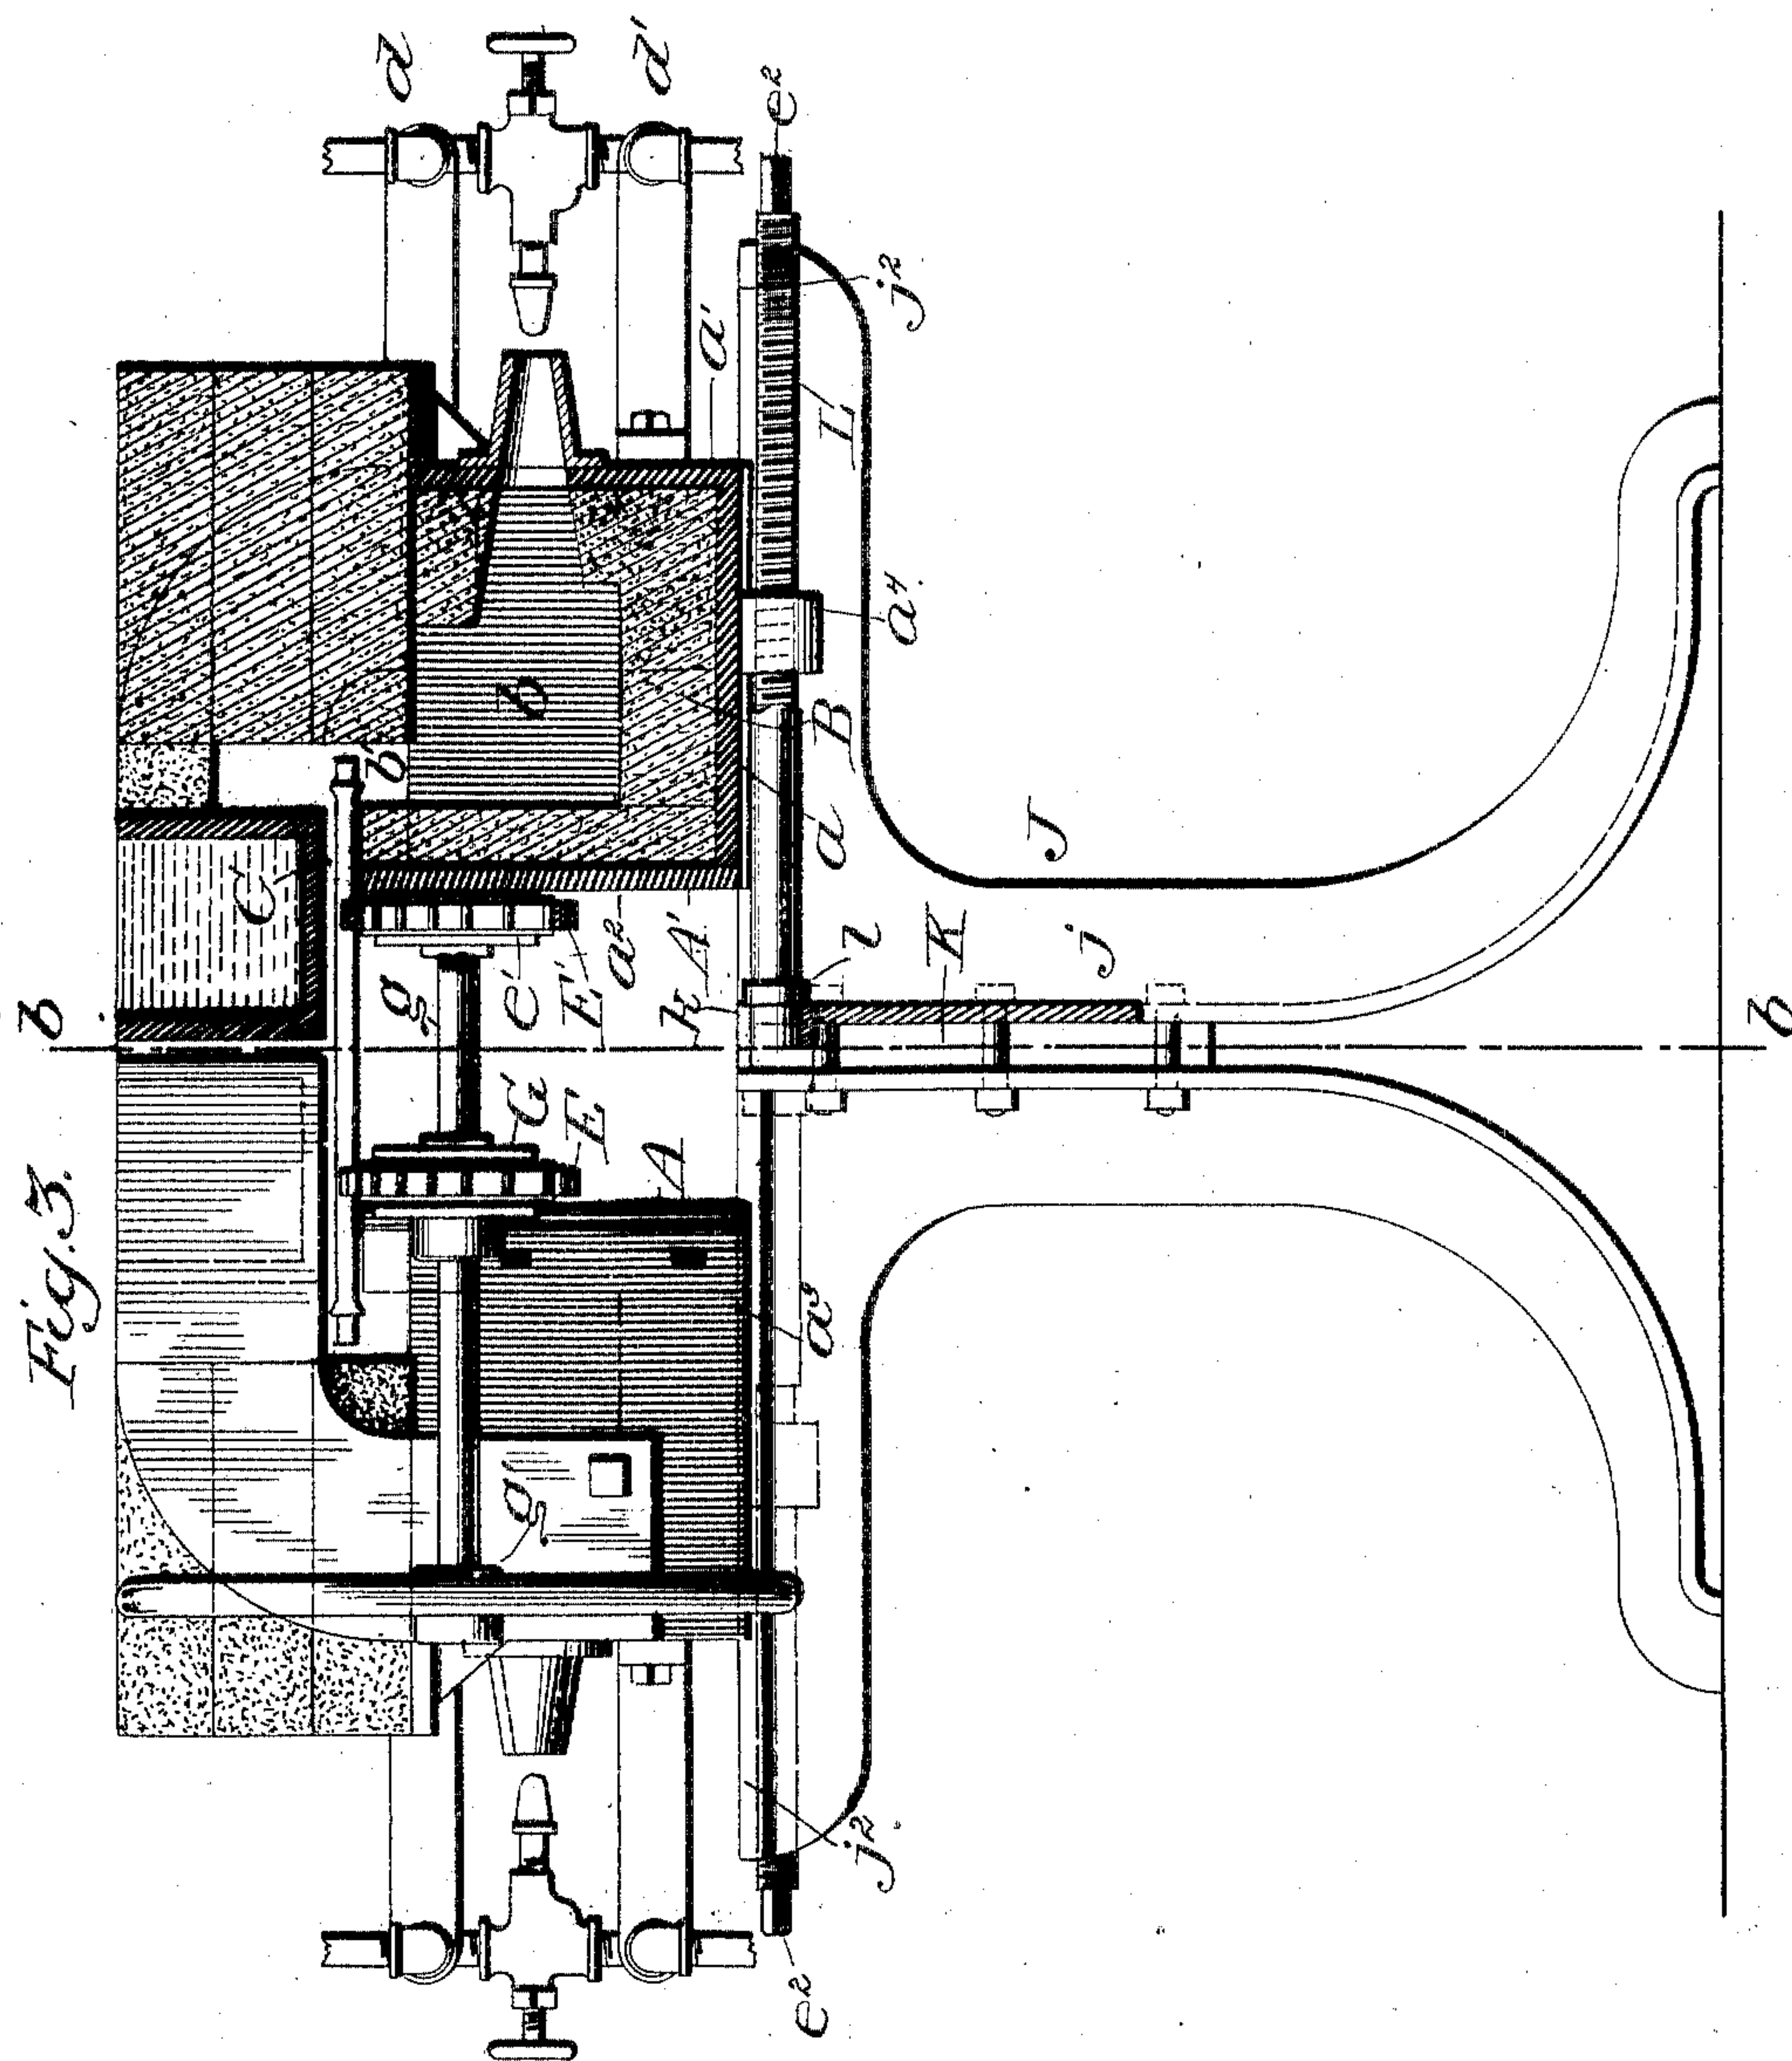 Fig. 3.
b
b
d
d'
e²
C
b'
b
a'
j²
L
a⁴
B
a
g
e'
E'
a²
A'
k
l
K
j
J
G
E
A
a³
g'
j²
e²